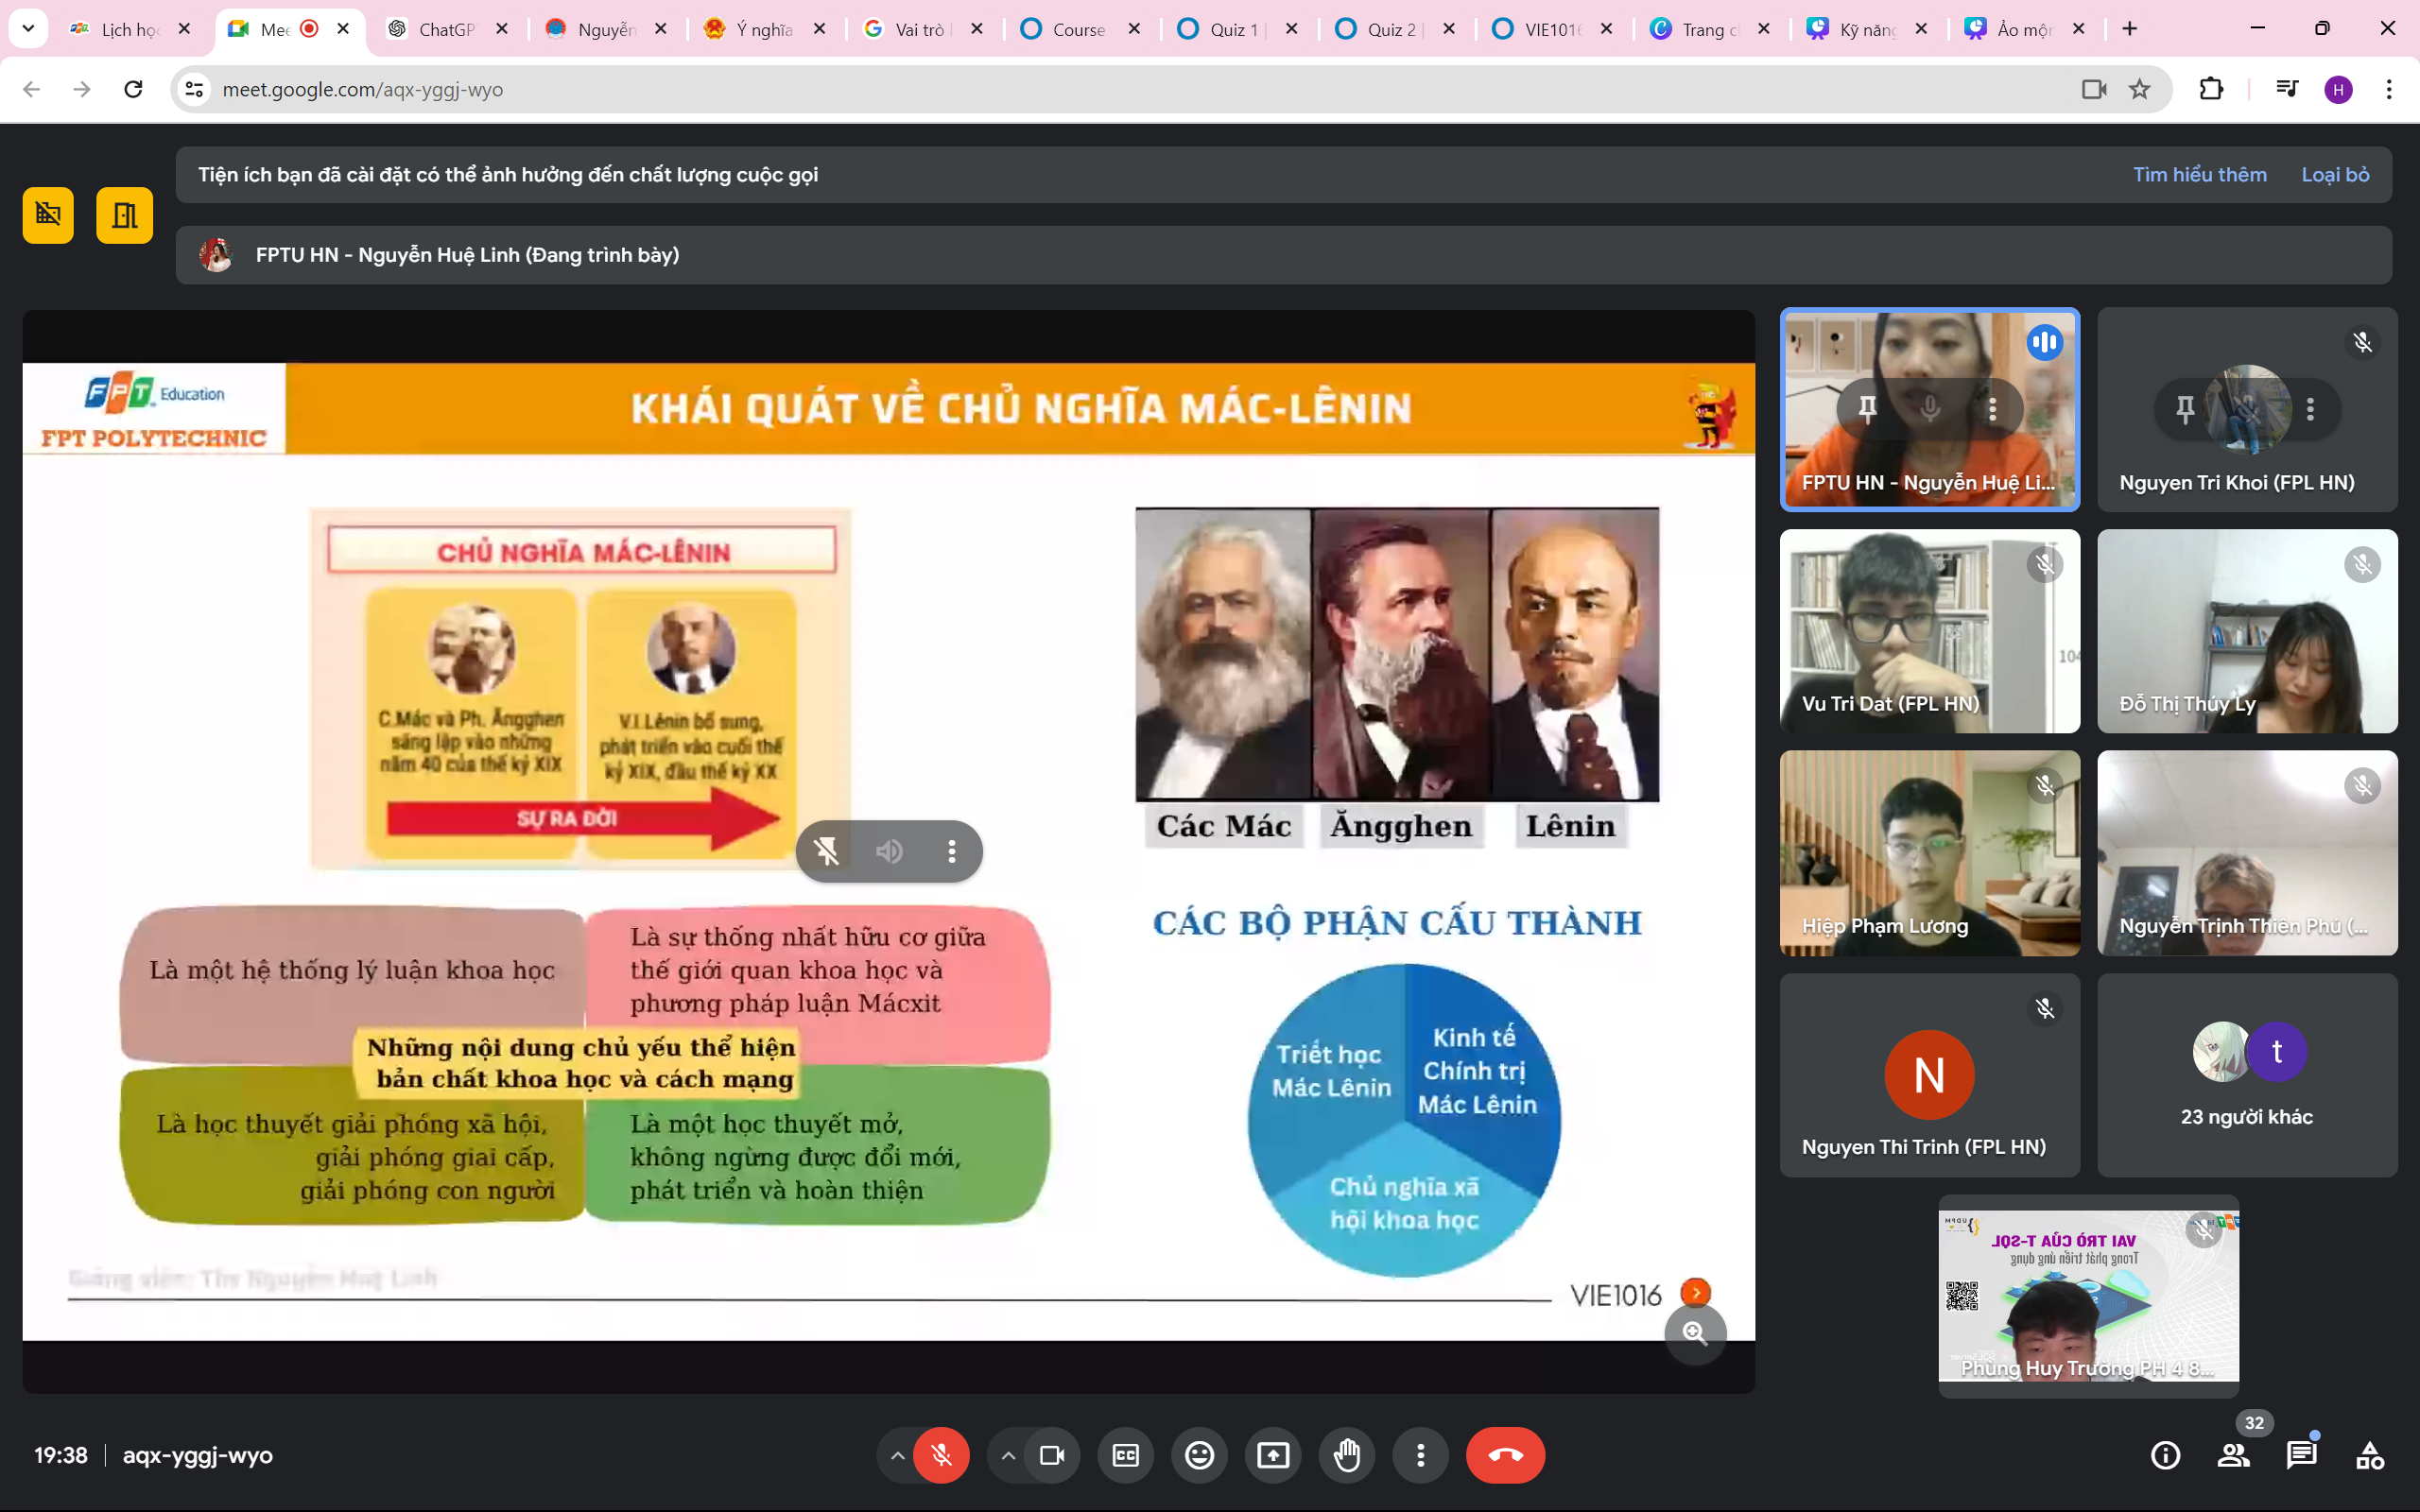 Lịch họ
Mee
ChatGP
Nguyễn
Ý nghĩa
Vai trò
Course
Quiz 1 |
Quiz 2 |
VIE1016
Trang c
Kỹ năng
Ảo mộ
meet.google.com/aqx-yggj-wyo
H
Tiện ích bạn đã cài đặt có thể ảnh hưởng đến chất lượng cuộc gọi
Tìm hiểu thêm
Loại bỏ
FPTU HN - Nguyễn Huệ Linh (Đang trình bày)
FPT Education
FPT POLYTECHNIC
KHÁI QUÁT VỀ CHỦ NGHĨA MÁC-LÊNIN
CHỦ NGHĨA MÁC-LÊNIN
C.Mác và Ph. Ăngghen
sáng lập vào những
năm 40 của thế kỷ XIX
V.I.Lênin bổ sung,
phát triển vào cuối thế
kỷ XIX, đầu thế kỷ XX
SỰ RA ĐỜI
Các Mác
Ăngghen
Lênin
Là một hệ thống lý luận khoa học
Là sự thống nhất hữu cơ giữa
thế giới quan khoa học và
phương pháp luận Mácxit
Những nội dung chủ yếu thể hiện
bản chất khoa học và cách mạng
Là học thuyết giải phóng xã hội,
giải phóng giai cấp,
giải phóng con người
Là một học thuyết mở,
không ngừng được đổi mới,
phát triển và hoàn thiện
CÁC BỘ PHẬN CẤU THÀNH
Triết học
Mác Lênin
Kinh tế
Chính trị
Mác Lênin
Chủ nghĩa xã
hội khoa học
Giảng viên: Ths Nguyễn Huệ Linh
VIE1016
FPTU HN - Nguyễn Huệ Li...
Nguyen Tri Khoi (FPL HN)
Vu Tri Dat (FPL HN)
104
Đỗ Thị Thúy Ly
Hiệp Phạm Lương
Nguyễn Trịnh Thiên Phú (...
N
Nguyen Thi Trinh (FPL HN)
t
23 người khác
VAI TRÒ CỦA T-SQL
Trong phát triển ứng dụng
Phùng Huy Trường PH 4 8...
19:38
aqx-yggj-wyo
32